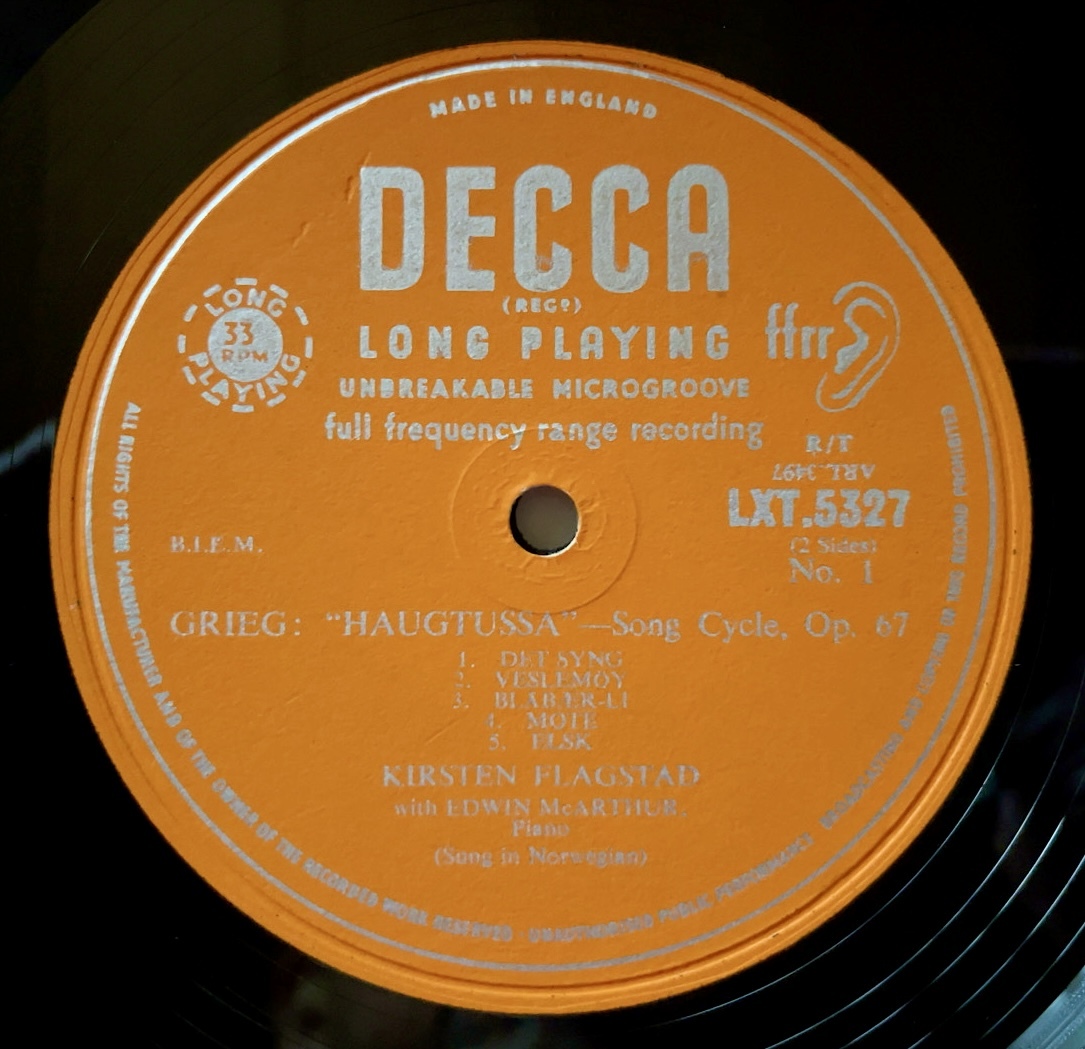 MADE IN ENGLAND
DECCA
(REGD)
LONG PLAYING
33
RPM
LONG PLAYING
ffrr
UNBREAKABLE MICROGROOVE
full frequency range recording
R/T
ARL.3497
LXT.5327
(2 Sides)
No. 1
B.I.E.M.
GRIEG: “HAUGTUSSA”—Song Cycle, Op. 67
1. DET SYNG
2. VESLEMÖY
3. BLÅBÆR-LI
4. MÖTE
5. ELSK
KIRSTEN FLAGSTAD
with EDWIN McARTHUR,
Piano
(Sung in Norwegian)
ALL RIGHTS OF THE MANUFACTURER AND OF THE OWNER OF THE RECORDED WORK RESERVED · UNAUTHORISED PUBLIC PERFORMANCE · BROADCASTING AND COPYING OF THIS RECORD PROHIBITED